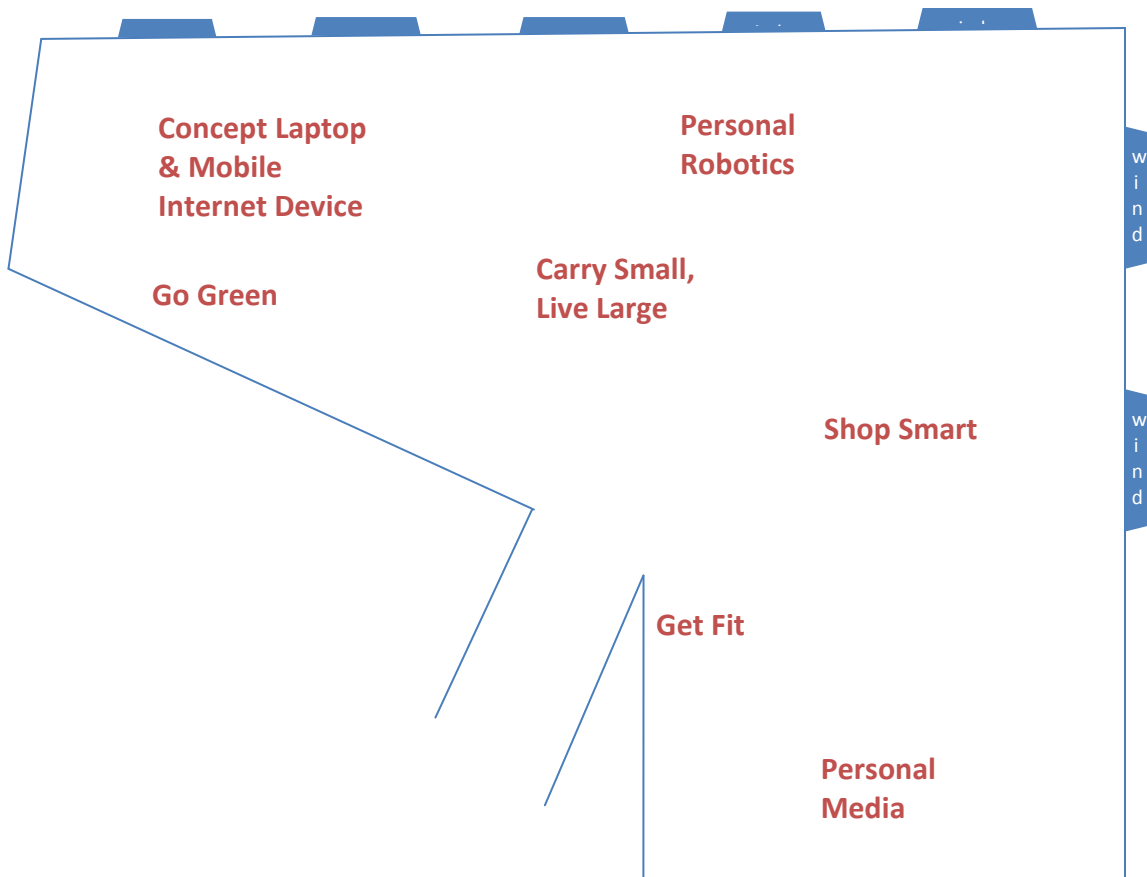 Concept Laptop
& Mobile
Internet Device
Personal
Robotics
Carry Small,
Live Large
Go Green
Shop Smart
Get Fit
Personal
Media
w
i
n
d
w
i
n
d